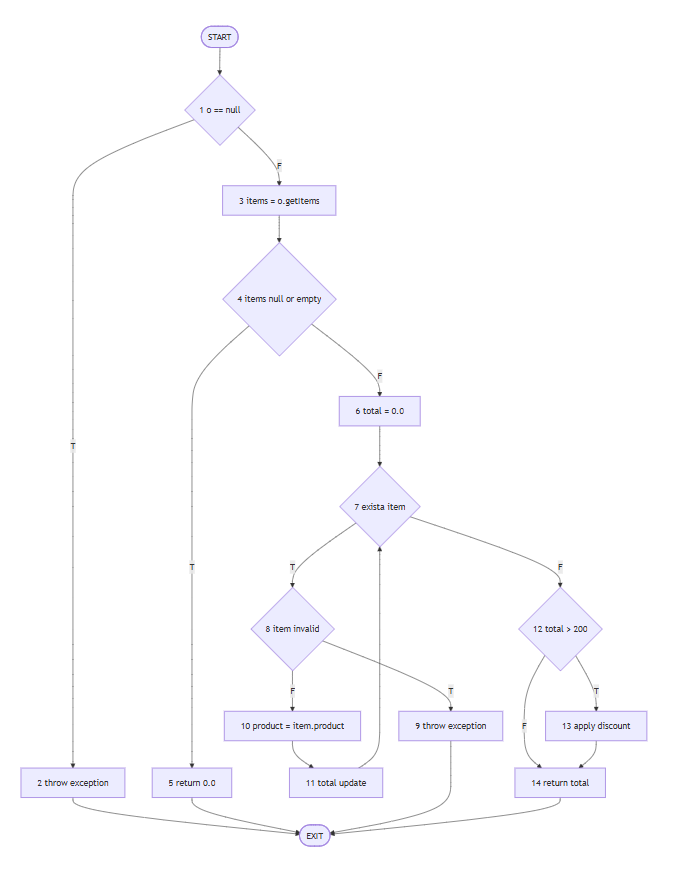 START
1 o == null
F
3 items = o.getItems
4 items null or empty
F
6 total = 0.0
T
7 exista item
T
T
F
8 item invalid
12 total > 200
F
T
T
10 product = item.product
9 throw exception
F
13 apply discount
2 throw exception
5 return 0.0
11 total update
14 return total
EXIT